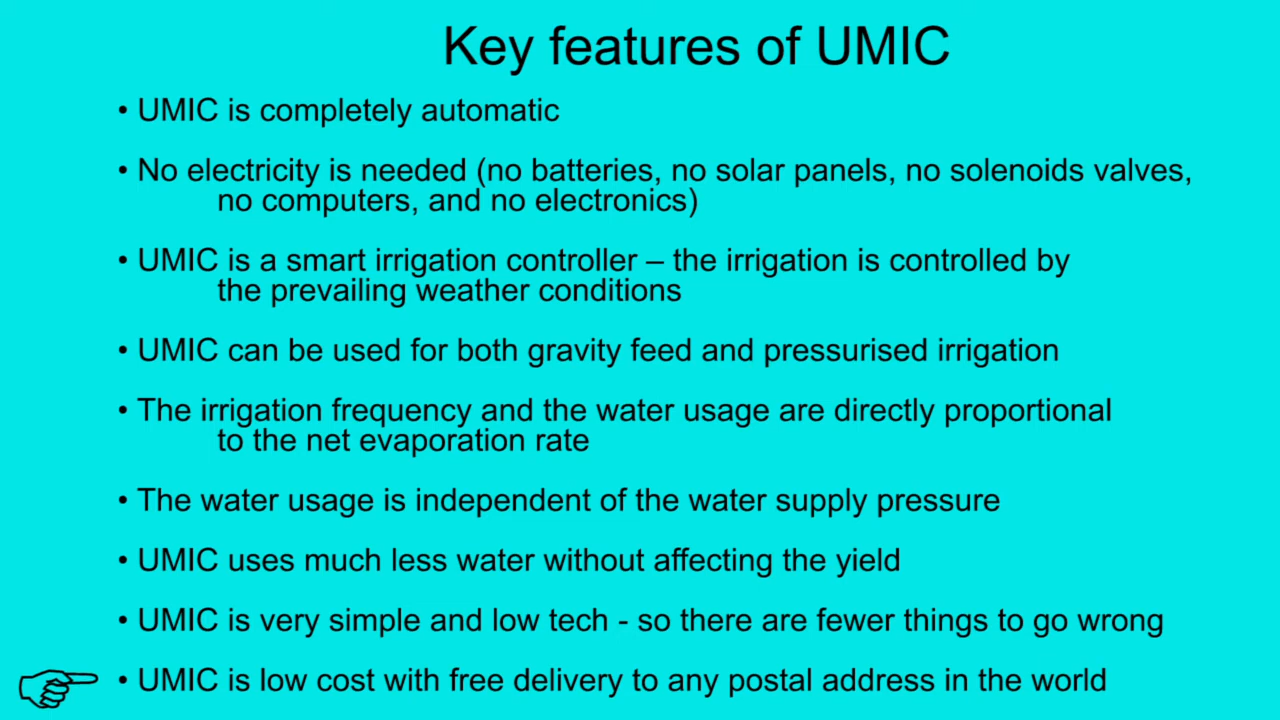 Key features of UMIC
• UMIC is completely automatic
• No electricity is needed (no batteries, no solar panels, no solenoids valves,
no computers, and no electronics)
• UMIC is a smart irrigation controller – the irrigation is controlled by
the prevailing weather conditions
• UMIC can be used for both gravity feed and pressurised irrigation
• The irrigation frequency and the water usage are directly proportional
to the net evaporation rate
• The water usage is independent of the water supply pressure
• UMIC uses much less water without affecting the yield
• UMIC is very simple and low tech - so there are fewer things to go wrong
• UMIC is low cost with free delivery to any postal address in the world